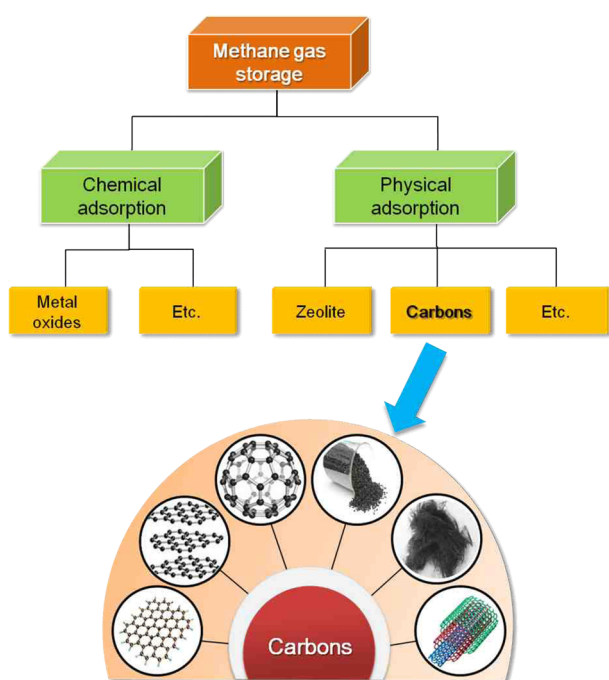 Methane gas
storage
Chemical
adsorption
Physical
adsorption
Metal
oxides
Etc.
Zeolite
Carbons
Etc.
Carbons